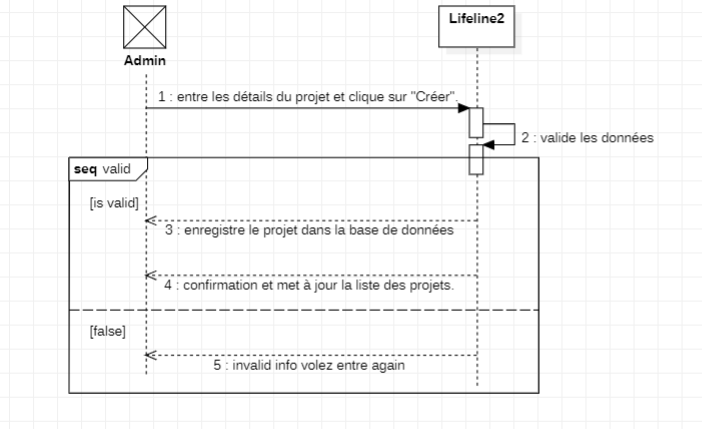 Lifeline2
Admin
1 : entre les détails du projet et clique sur "Créer".
2 : valide les données
seq valid
[is valid]
3 : enregistre le projet dans la base de données
4 : confirmation et met à jour la liste des projets.
[false]
5 : invalid info volez entre again